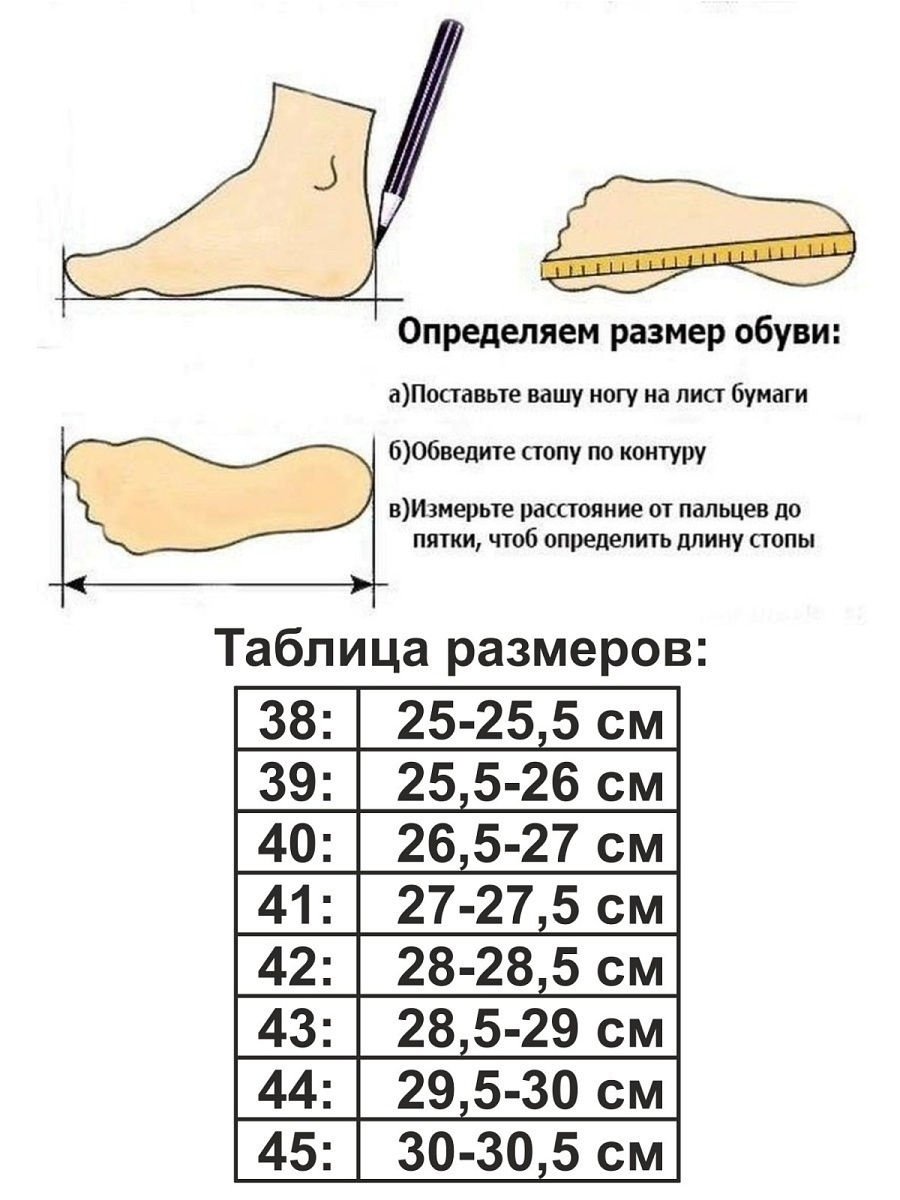 Определяем размер обуви:
а)Поставьте вашу ногу на лист бумаги
б)Обведите стопу по контуру
в)Измерьте расстояние от пальцев до
пятки, чтоб определить длину стопы
Таблица размеров:
38: 25-25,5 см
39: 25,5-26 см
40: 26,5-27 см
41: 27-27,5 см
42: 28-28,5 см
43: 28,5-29 см
44: 29,5-30 см
45: 30-30,5 см